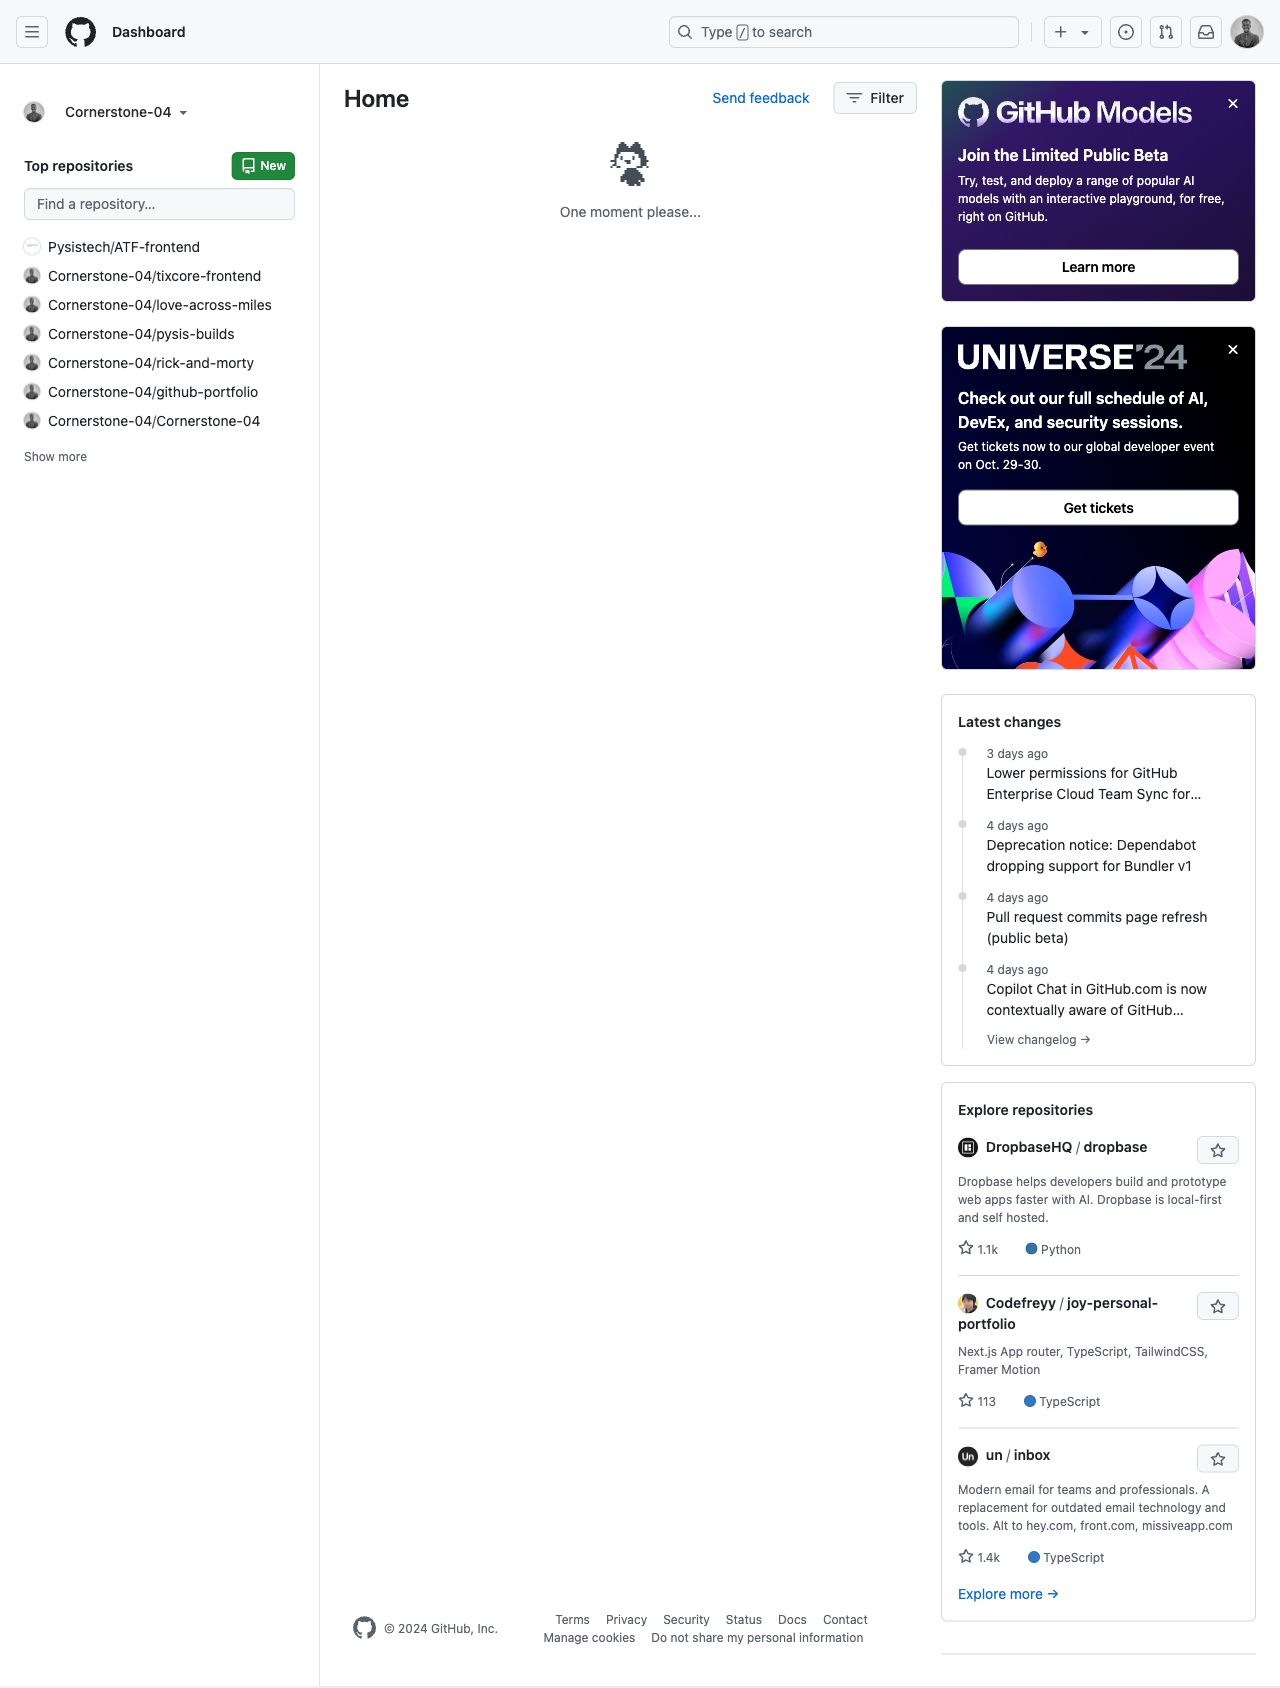 Dashboard
Type / to search
Cornerstone-04
Top repositories
New
Find a repository...
Pysistech/ATF-frontend
Cornerstone-04/tixcore-frontend
Cornerstone-04/love-across-miles
Cornerstone-04/pysis-builds
Cornerstone-04/rick-and-morty
Cornerstone-04/github-portfolio
Cornerstone-04/Cornerstone-04
Show more
Home
Send feedback
Filter
One moment please...
GitHub Models
Join the Limited Public Beta
Try, test, and deploy a range of popular AI
models with an interactive playground, for free,
right on GitHub.
Learn more
UNIVERSE'24
Check out our full schedule of AI,
DevEx, and security sessions.
Get tickets now to our global developer event
on Oct. 29-30.
Get tickets
Latest changes
3 days ago
Lower permissions for GitHub
Enterprise Cloud Team Sync for...
4 days ago
Deprecation notice: Dependabot
dropping support for Bundler v1
4 days ago
Pull request commits page refresh
(public beta)
4 days ago
Copilot Chat in GitHub.com is now
contextually aware of GitHub...
View changelog →
Explore repositories
DropbaseHQ / dropbase
Dropbase helps developers build and prototype
web apps faster with AI. Dropbase is local-first
and self hosted.
1.1k
Python
Codefreyy / joy-personal-
portfolio
Next.js App router, TypeScript, TailwindCSS,
Framer Motion
113
TypeScript
Un
un / inbox
Modern email for teams and professionals. A
replacement for outdated email technology and
tools. Alt to hey.com, front.com, missiveapp.com
1.4k
TypeScript
Explore more →
© 2024 GitHub, Inc.
Terms Privacy Security Status Docs Contact
Manage cookies Do not share my personal information